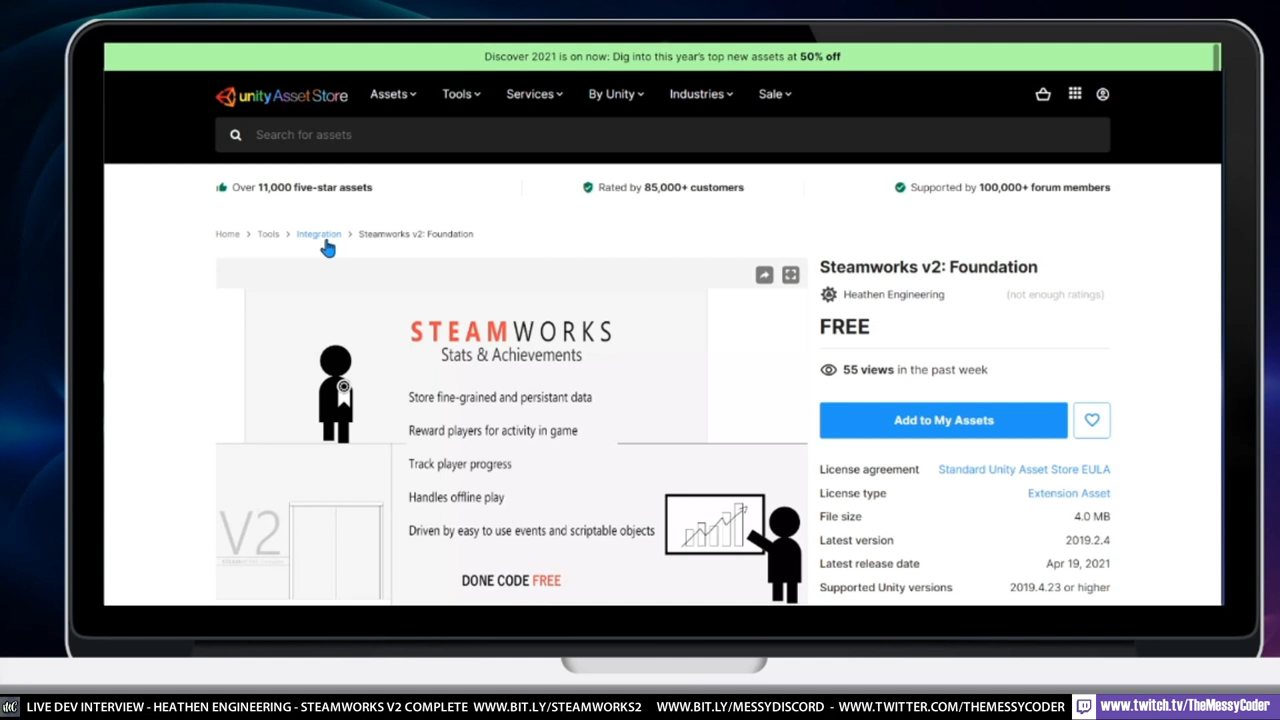 Discover 2021 is on now: Dig into this year's top new assets at 50% off
unity Asset Store
Assets
Tools
Services
By Unity
Industries
Sale
Search for assets
Over 11,000 five-star assets
Rated by 85,000+ customers
Supported by 100,000+ forum members
Home > Tools > Integration > Steamworks v2: Foundation
STEAMWORKS
Stats & Achievements
Store fine-grained and persistant data
Reward players for activity in game
Track player progress
Handles offline play
Driven by easy to use events and scriptable objects
DONE CODE FREE
V2
Steamworks v2: Foundation
Heathen Engineering
(not enough ratings)
FREE
55 views in the past week
Add to My Assets
License agreement Standard Unity Asset Store EULA
License type Extension Asset
File size 4.0 MB
Latest version 2019.2.4
Latest release date Apr 19, 2021
Supported Unity versions 2019.4.23 or higher
LIVE DEV INTERVIEW - HEATHEN ENGINEERING - STEAMWORKS V2 COMPLETE WWW.BIT.LY/STEAMWORKS2 WWW.BIT.LY/MESSYDISCORD - WWW.TWITTER.COM/THEMESSYCODER
www.twitch.tv/TheMessyCoder